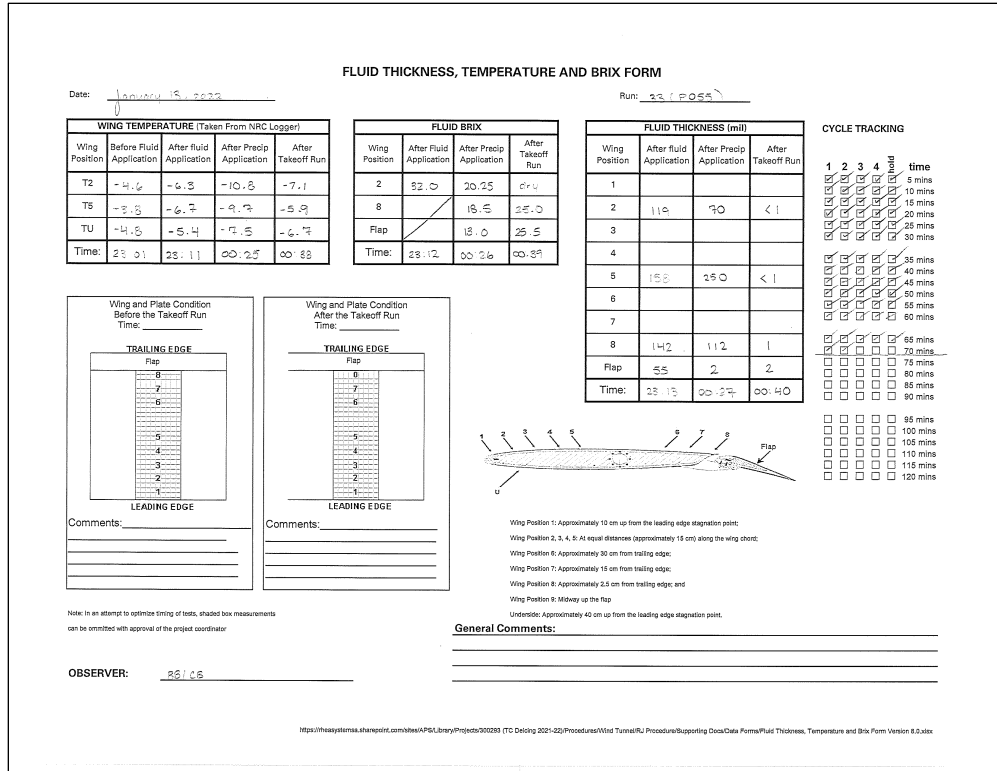 FLUID THICKNESS, TEMPERATURE AND BRIX FORM
Date: January 13, 2022
Run: 22 (P055)
WING TEMPERATURE (Taken From NRC Logger)
Wing Position Before Fluid Application After fluid Application After Precip Application After Takeoff Run
T2 -4.6 -6.3 -10.8 -7.1
T5 -3.8 -6.7 -9.7 -5.9
TU -4.8 -5.4 -7.5 -6.7
Time: 23:01 23:11 00:25 00:38
FLUID BRIX
Wing Position After Fluid Application After Precip Application After Takeoff Run
2 32.0 20.25 dry
8 18.5 25.0
Flap 13.0 25.5
Time: 23:12 00:26 00:39
FLUID THICKNESS (mil)
Wing Position After fluid Application After Precip Application After Takeoff Run
1
2 119 70 <1
3
4
5 158 250 <1
6
7
8 142 112 1
Flap 55 2 2
Time: 23:13 00:27 00:40
CYCLE TRACKING
1 2 3 4 hold time
5 mins
10 mins
15 mins
20 mins
25 mins
30 mins
35 mins
40 mins
45 mins
50 mins
55 mins
60 mins
65 mins
70 mins
75 mins
80 mins
85 mins
90 mins
95 mins
100 mins
105 mins
110 mins
115 mins
120 mins
Wing and Plate Condition
Before the Takeoff Run
Time:
TRAILING EDGE
Flap
8
7
6
5
4
3
2
1
LEADING EDGE
Comments:
Wing and Plate Condition
After the Takeoff Run
Time:
TRAILING EDGE
Flap
8
7
6
5
4
3
2
1
LEADING EDGE
Comments:
1 2 3 4 5 6 7 8 Flap
U
Wing Position 1: Approximately 10 cm up from the leading edge stagnation point;
Wing Position 2, 3, 4, 5: At equal distances (approximately 15 cm) along the wing chord;
Wing Position 6: Approximately 30 cm from trailing edge;
Wing Position 7: Approximately 15 cm from trailing edge;
Wing Position 8: Approximately 2.5 cm from trailing edge; and
Wing Position 9: Midway up the flap
Underside: Approximately 40 cm up from the leading edge stagnation point.
Note: In an attempt to optimize timing of tests, shaded box measurements
can be ommitted with approval of the project coordinator
General Comments:
OBSERVER:
https://rheasystemsa.sharepoint.com/sites/APS/Library/Projects/300293 (TC Deicing 2021-22)/Procedures/Wind Tunnel/RJ Procedure/Supporting Docs/Data Forms/Fluid Thickness, Temperature and Brix Form Version 6.0.xlsx